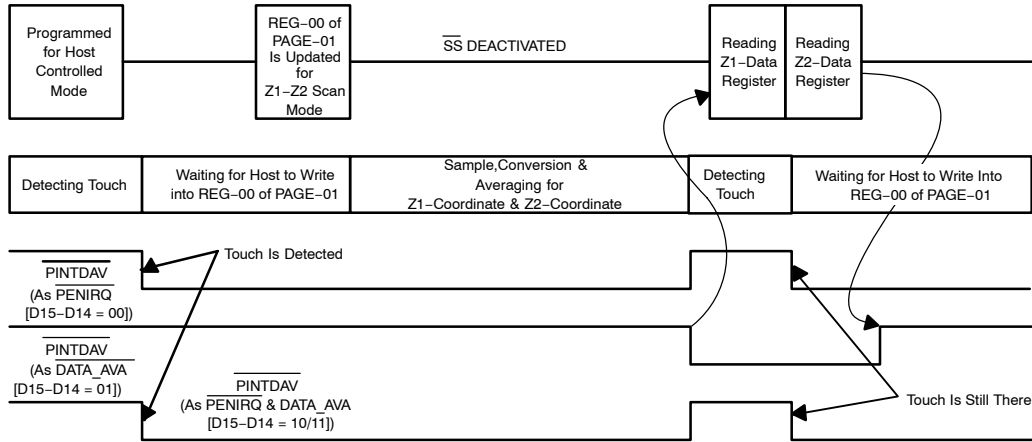 Programmed
for Host
Controlled
Mode
REG−00 of
PAGE−01
Is Updated
for
Z1−Z2 Scan
Mode
SS DEACTIVATED
Reading
Z1−Data
Register
Reading
Z2−Data
Register
Detecting Touch
Waiting for Host to Write
into REG−00 of PAGE−01
Sample,Conversion &
Averaging for
Z1−Coordinate & Z2−Coordinate
Detecting
Touch
Waiting for Host to Write Into
REG−00 of PAGE−01
Touch Is Detected
PINTDAV
(As PENIRQ
[D15−D14 = 00])
PINTDAV
(As DATA_AVA
[D15−D14 = 01])
PINTDAV
(As PENIRQ & DATA_AVA
[D15−D14 = 10/11])
Touch Is Still There